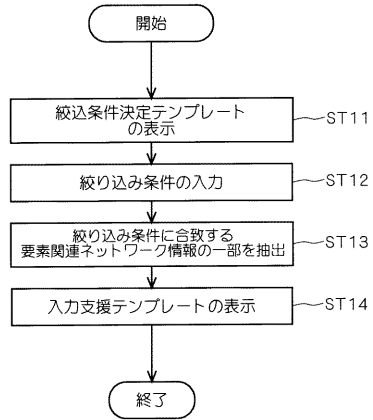 開始
絞込条件決定テンプレート
の表示
ST11
絞り込み条件の入力
ST12
絞り込み条件に合致する
要素関連ネットワーク情報の一部を抽出
ST13
入力支援テンプレートの表示
ST14
終了